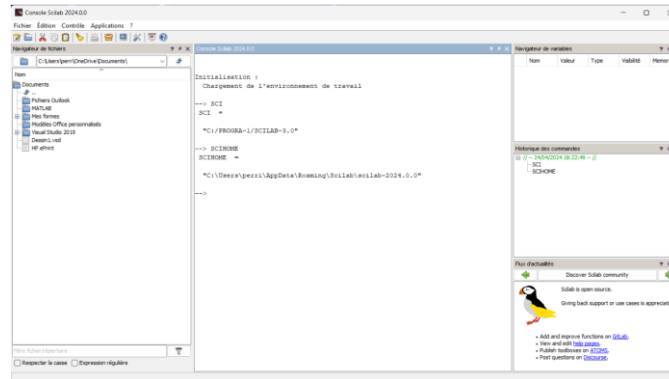 Console Scilab 2024.0.0
Fichier Édition Contrôle Applications ?
Navigateur de fichiers
C:\Users\perri\OneDrive\Documents\
Nom
Documents
..
Fichiers Outlook
MATLAB
Mes formes
Modèles Office personnalisés
Visual Studio 2019
Dessin1.vsd
HP ePrint
Respecter la casse Expression régulière
Console Scilab 2024.0.0
Initialisation :
Chargement de l'environnement de travail
--> SCI
SCI =
"C:/PROGRA~1/SCILAB~3.0"
--> SCIHOME
SCIHOME =
"C:\Users\perri\AppData\Roaming\Scilab\scilab-2024.0.0"
-->
Navigateur de variables
Nom Valeur Type Visibilité
Historique des commandes
// -- 24/04/2024 18:22:48 -- //
SCI
SCIHOME
Flux d'actualités
Discover Scilab community
Scilab is open source.
Giving back support or use cases is
Add and improve functions on GitLab.
View and edit help pages.
Publish toolboxes on ATOMS.
Post questions on Discourse.